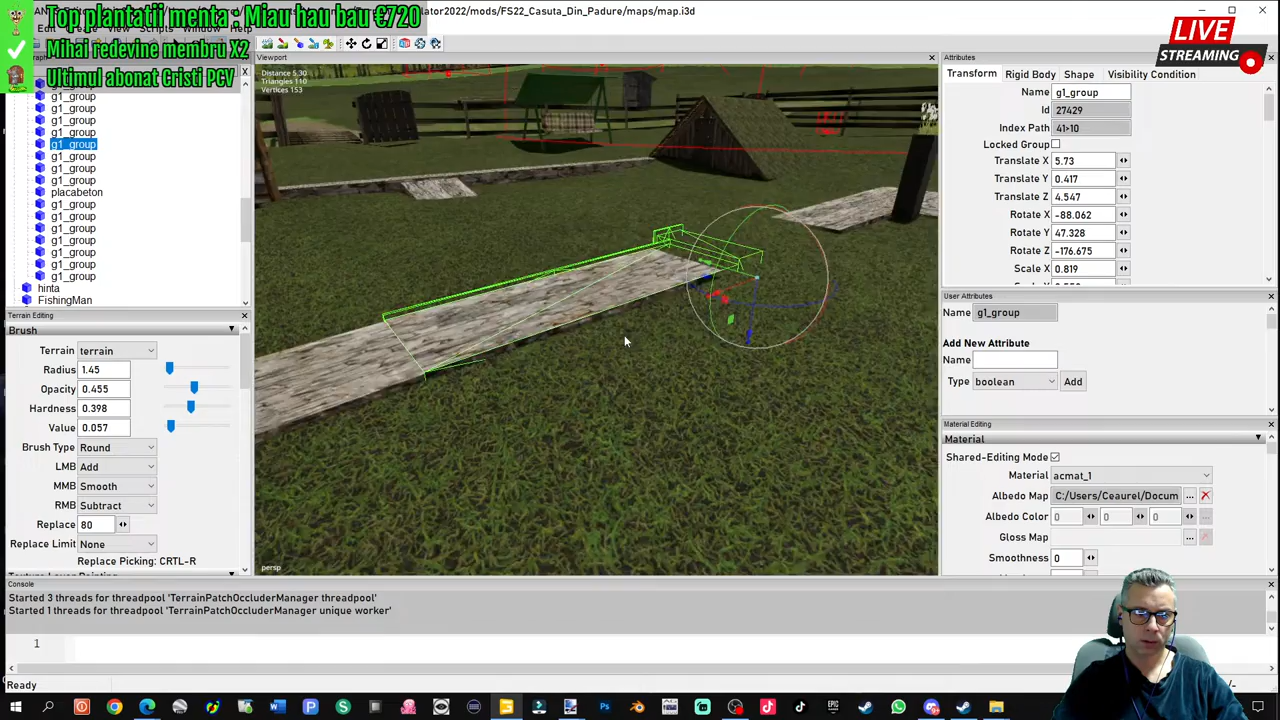 Top plantatii menta : Miau hau bau €720
lator2022/mods/FS22_Casuta_Din_Padure/maps/map.i3d
Mihai redevine membru X2
Ultimul abonat Cristi PCV
LIVE
STREAMING
Viewport
Attributes
Distance 5.30
Triangles 110
Vertices 153
Transform Rigid Body Shape Visibility Condition
Name g1_group
Id 27429
Index Path 41>10
Locked Group
Translate X 5.73
Translate Y 0.417
Translate Z 4.547
Rotate X -88.062
Rotate Y 47.328
Rotate Z -176.675
Scale X 0.819
g1_group
g1_group
g1_group
g1_group
g1_group
g1_group
g1_group
g1_group
placabeton
g1_group
g1_group
g1_group
g1_group
g1_group
g1_group
g1_group
hinta
FishingMan
User Attributes
Name g1_group
Add New Attribute
Name
Type boolean Add
Terrain Editing
Brush
Terrain terrain
Radius 1.45
Opacity 0.455
Hardness 0.398
Value 0.057
Brush Type Round
LMB Add
MMB Smooth
RMB Subtract
Replace 80
Replace Limit None
Replace Picking: CRTL-R
persp
Material Editing
Material
Shared-Editing Mode
Material acmat_1
Albedo Map C:/Users/Ceaurel/Docum
Albedo Color 0 0 0
Gloss Map
Smoothness 0
Console
Started 3 threads for threadpool 'TerrainPatchOccluderManager threadpool'
Started 1 threads for threadpool 'TerrainPatchOccluderManager unique worker'
1
Ready